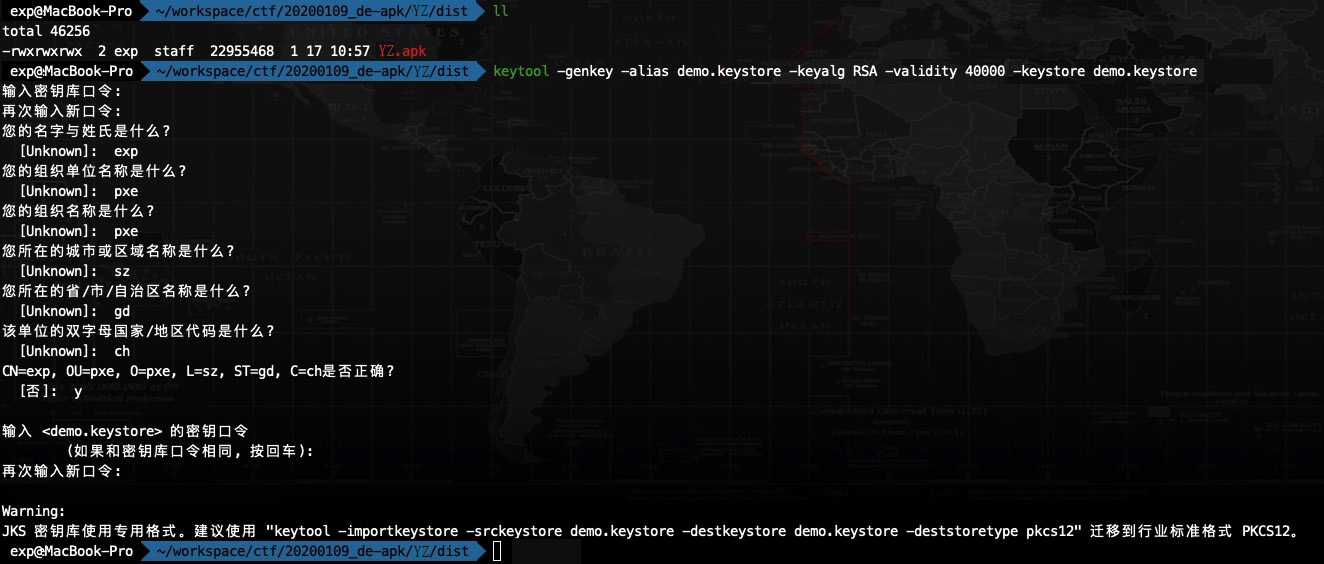 exp@MacBook-Pro ~/workspace/ctf/20200109_de-apk/YZ/dist ll
total 46256
-rwxrwxrwx 2 exp staff 22955468 1 17 10:57 YZ.apk
exp@MacBook-Pro ~/workspace/ctf/20200109_de-apk/YZ/dist keytool -genkey -alias demo.keystore -keyalg RSA -validity 40000 -keystore demo.keystore
输入密钥库口令:
再次输入新口令:
您的名字与姓氏是什么?
[Unknown]: exp
您的组织单位名称是什么?
[Unknown]: pxe
您的组织名称是什么?
[Unknown]: pxe
您所在的城市或区域名称是什么?
[Unknown]: sz
您所在的省/市/自治区名称是什么?
[Unknown]: gd
该单位的双字母国家/地区代码是什么?
[Unknown]: ch
CN=exp, OU=pxe, O=pxe, L=sz, ST=gd, C=ch是否正确?
[否]: y
输入 <demo.keystore> 的密钥口令
(如果和密钥库口令相同, 按回车):
再次输入新口令:
Warning:
JKS 密钥库使用专用格式。建议使用 "keytool -importkeystore -srckeystore demo.keystore -destkeystore demo.keystore -deststoretype pkcs12" 迁移到行业标准格式 PKCS12。
exp@MacBook-Pro ~/workspace/ctf/20200109_de-apk/YZ/dist